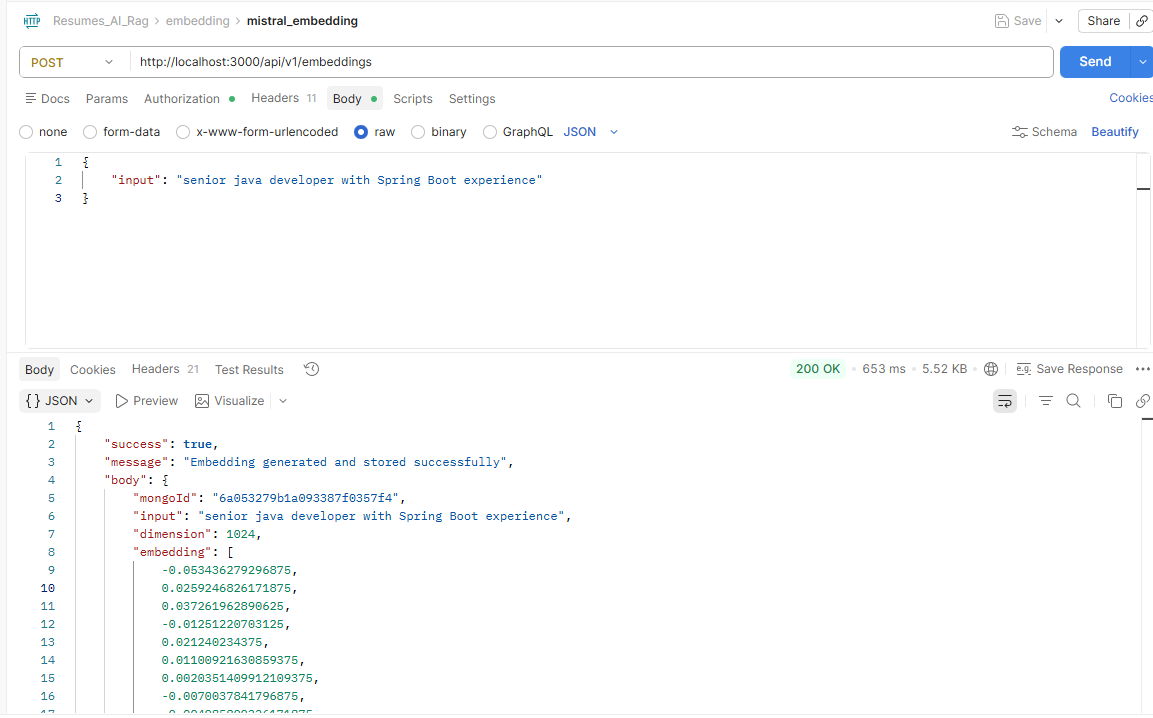 HTTP Resumes_AI_Rag > embedding > mistral_embedding Save Share
POST http://localhost:3000/api/v1/embeddings Send
Docs Params Authorization Headers 11 Body Scripts Settings Cookies
none form-data x-www-form-urlencoded raw binary GraphQL JSON Schema Beautify
1 {
2 "input": "senior java developer with Spring Boot experience"
3 }
Body Cookies Headers 21 Test Results 200 OK 653 ms 5.52 KB e.g. Save Response
{} JSON Preview Visualize
1 {
2 "success": true,
3 "message": "Embedding generated and stored successfully",
4 "body": {
5 "mongoId": "6a053279b1a093387f0357f4",
6 "input": "senior java developer with Spring Boot experience",
7 "dimension": 1024,
8 "embedding": [
9 -0.053436279296875,
10 0.0259246826171875,
11 0.037261962890625,
12 -0.01251220703125,
13 0.021240234375,
14 0.01100921630859375,
15 0.0020351409912109375,
16 -0.0070037841796875,
17